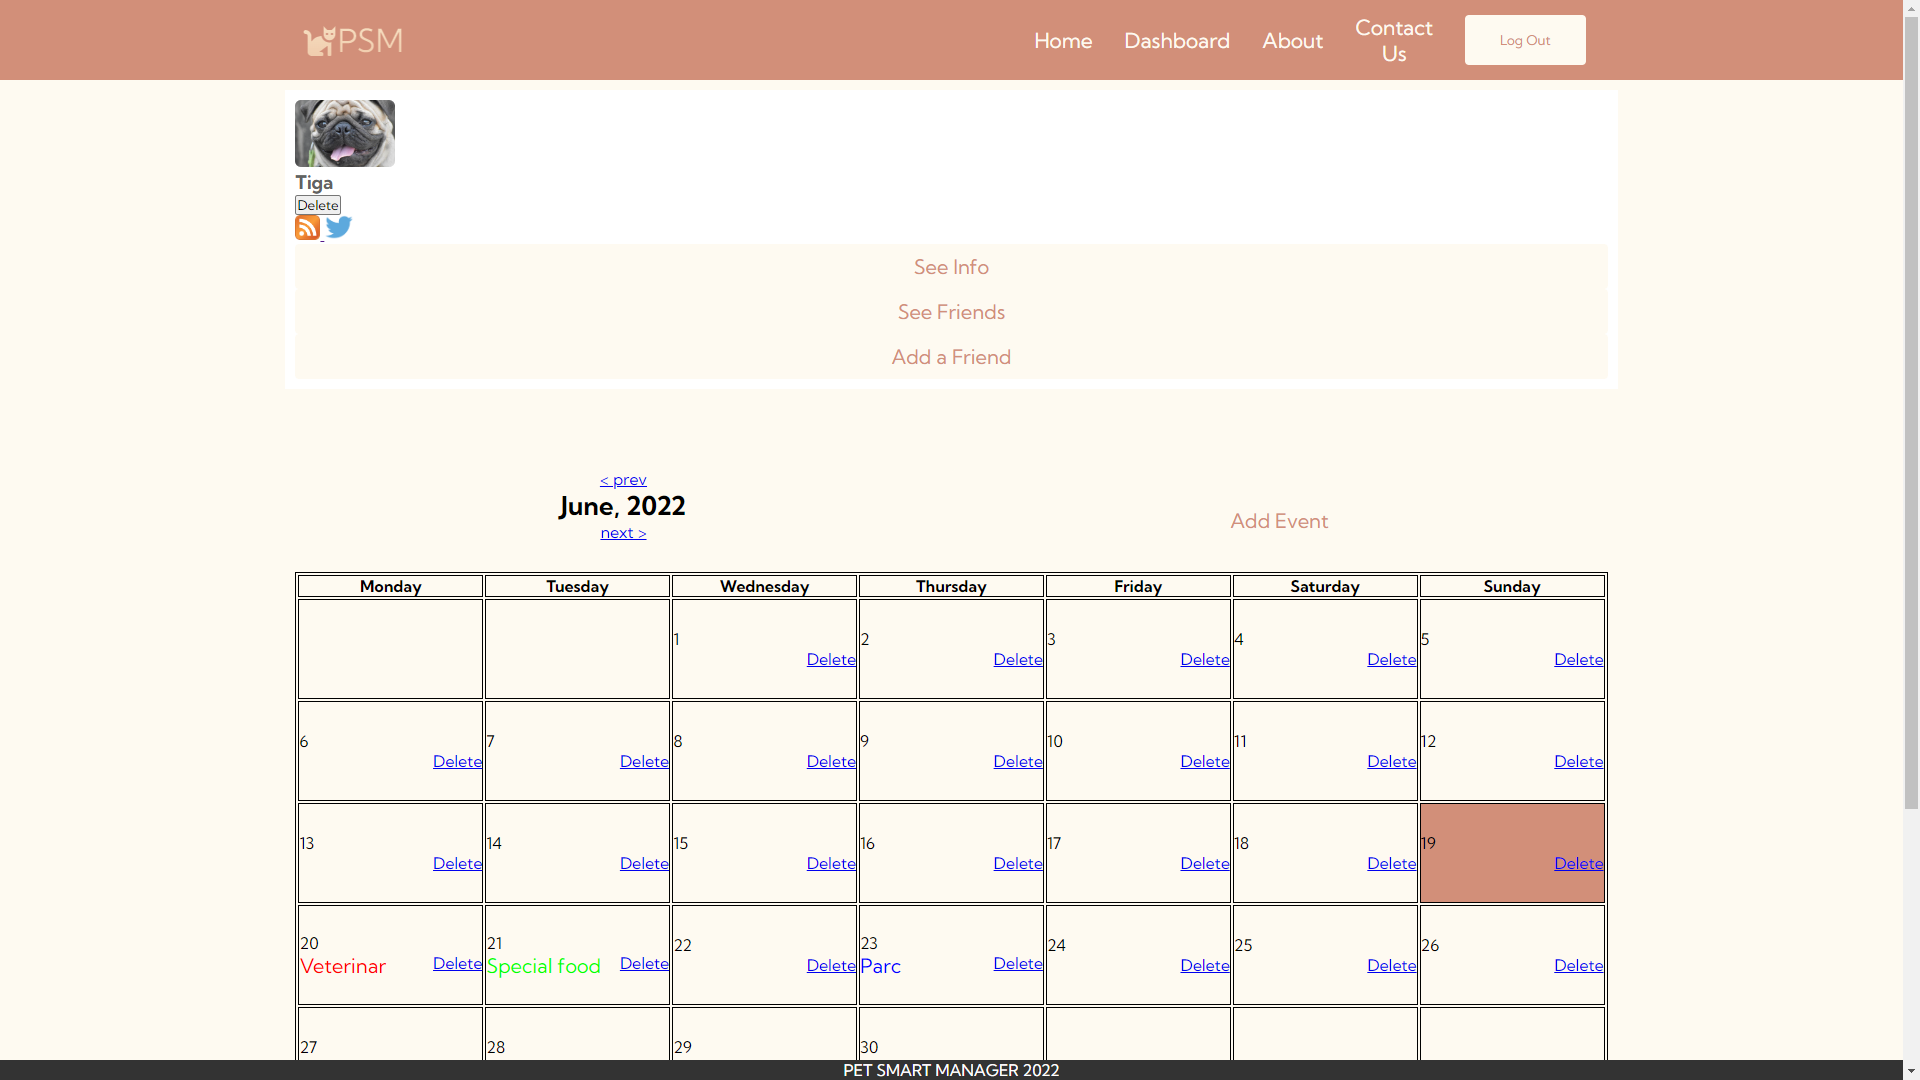 PSM
Home
Dashboard
About
Contact
Us
Log Out
Tiga
Delete
See Info
See Friends
Add a Friend
< prev
June, 2022
next >
Add Event
Monday Tuesday Wednesday Thursday Friday Saturday Sunday
1 2 3 4 5
Delete Delete Delete Delete Delete
6 7 8 9 10 11 12
Delete Delete Delete Delete Delete Delete Delete
13 14 15 16 17 18 19
Delete Delete Delete Delete Delete Delete Delete
20 21 22 23 24 25 26
Veterinar Delete Special food Delete Delete Parc Delete Delete Delete Delete
27 28 29 30
PET SMART MANAGER 2022